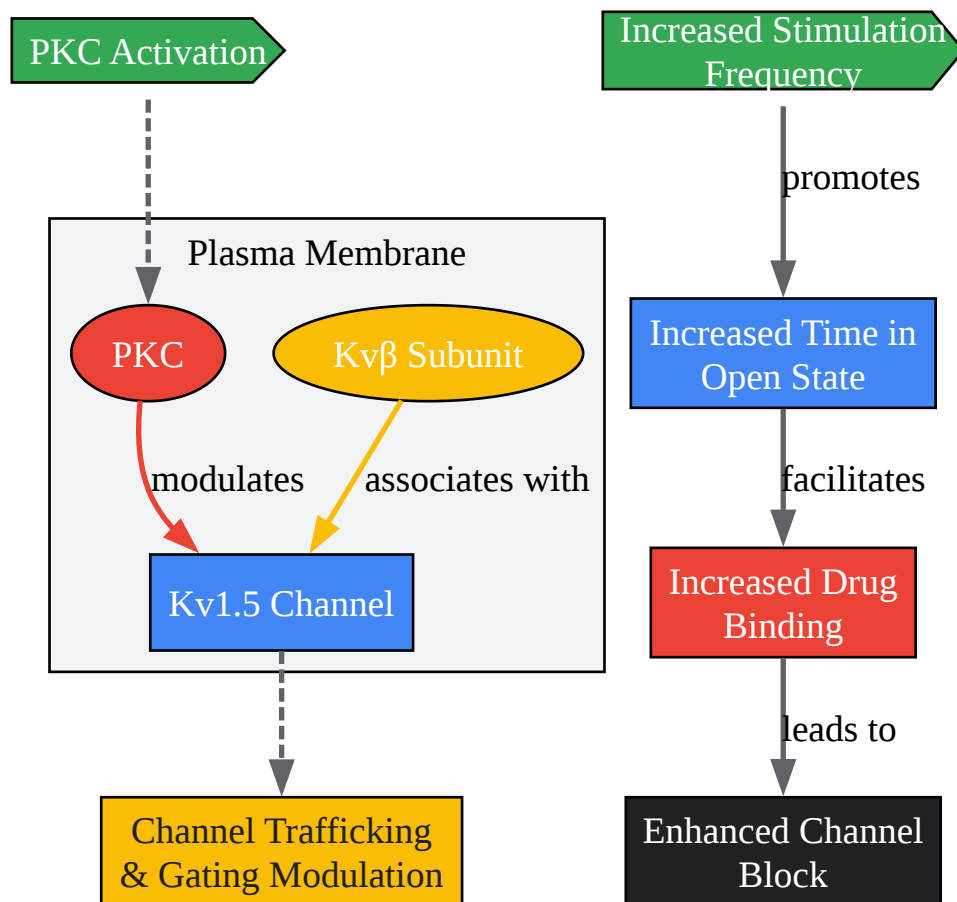 PKC Activation
Increased Stimulation
Frequency
promotes
Plasma Membrane
PKC
Kvβ Subunit
Increased Time in
Open State
modulates
associates with
facilitates
Kv1.5 Channel
Increased Drug
Binding
leads to
Channel Trafficking
& Gating Modulation
Enhanced Channel
Block